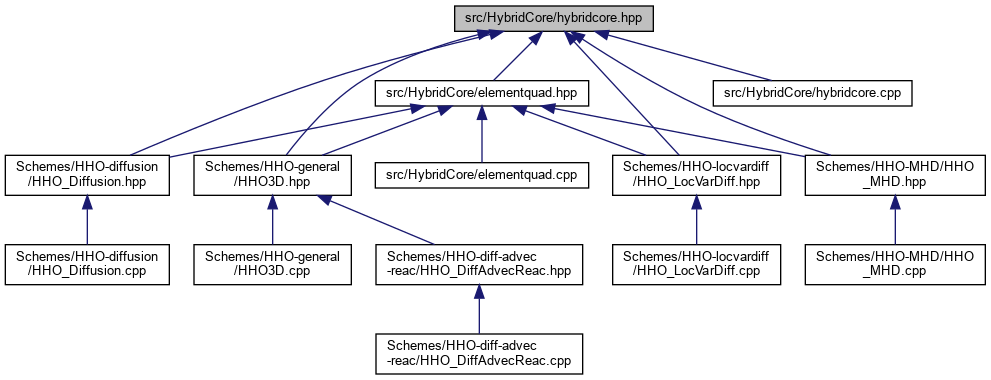 src/HybridCore/hybridcore.hpp
src/HybridCore/elementquad.hpp
src/HybridCore/hybridcore.cpp
Schemes/HHO-diffusion
/HHO_Diffusion.hpp
Schemes/HHO-general
/HHO3D.hpp
src/HybridCore/elementquad.cpp
Schemes/HHO-locvardiff
/HHO_LocVarDiff.hpp
Schemes/HHO-MHD/HHO
_MHD.hpp
Schemes/HHO-diffusion
/HHO_Diffusion.cpp
Schemes/HHO-general
/HHO3D.cpp
Schemes/HHO-diff-advec
-reac/HHO_DiffAdvecReac.hpp
Schemes/HHO-locvardiff
/HHO_LocVarDiff.cpp
Schemes/HHO-MHD/HHO
_MHD.cpp
Schemes/HHO-diff-advec
-reac/HHO_DiffAdvecReac.cpp